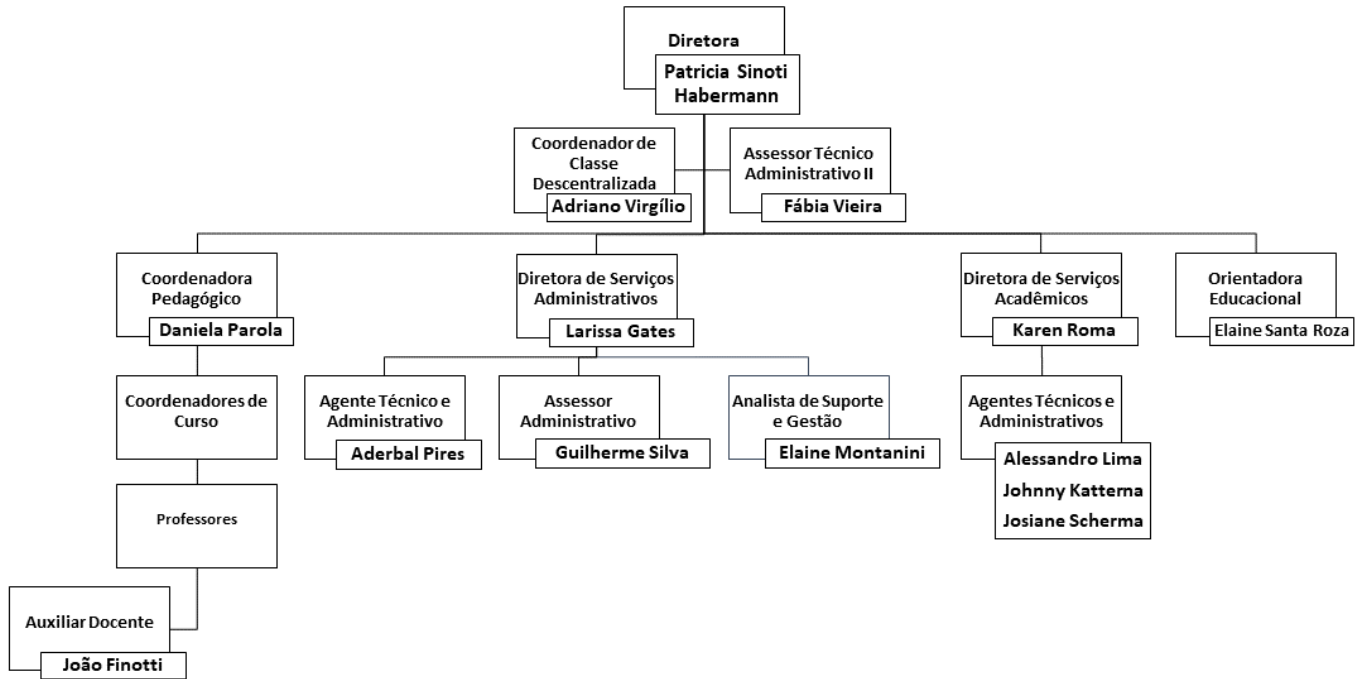 Diretora
Patricia Sinoti
Habermann
Coordenador de
Classe
Descentralizada
Adriano Virgílio
Assessor Técnico
Administrativo II
Fábia Vieira
Coordenadora
Pedagógico
Daniela Parola
Diretora de Serviços
Administrativos
Larissa Gates
Diretora de Serviços
Acadêmicos
Karen Roma
Orientadora
Educacional
Elaine Santa Roza
Coordenadores de
Curso
Agente Técnico e
Administrativo
Aderbal Pires
Assessor
Administrativo
Guilherme Silva
Analista de Suporte
e Gestão
Elaine Montanini
Agentes Técnicos e
Administrativos
Alessandro Lima
Johnny Katterna
Josiane Scherma
Professores
Auxiliar Docente
João Finotti